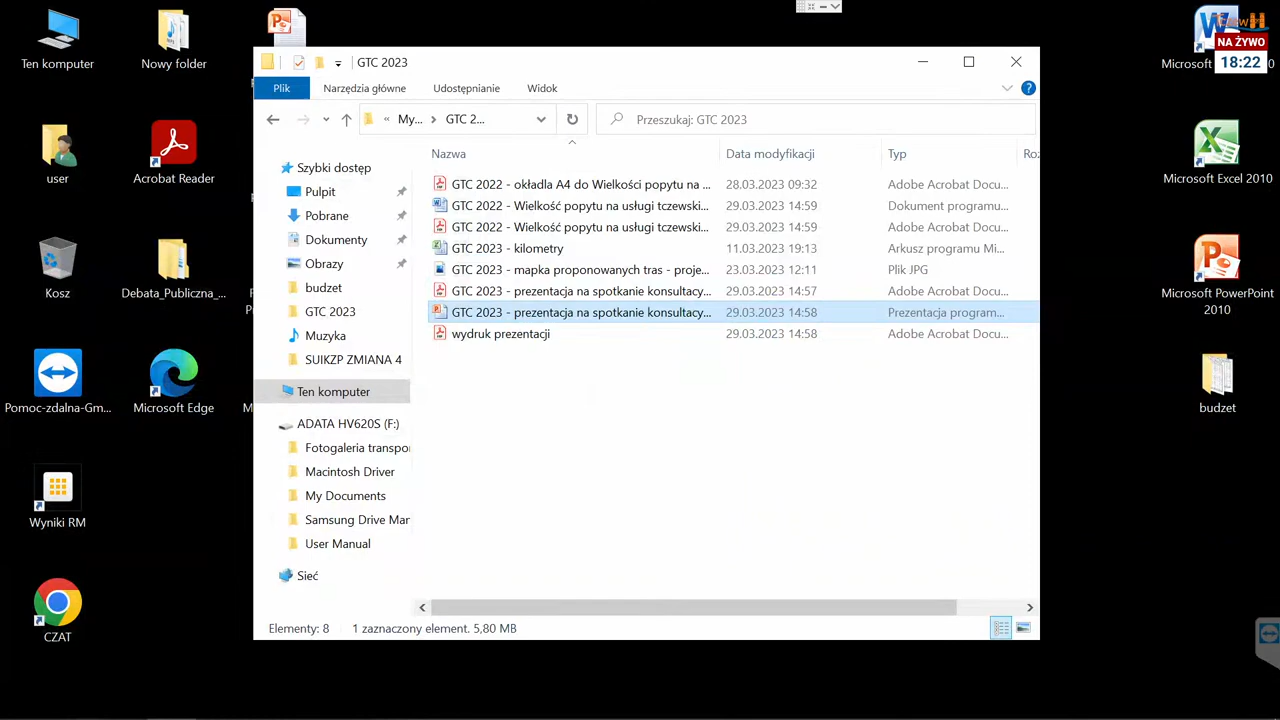 Ten komputer
Nowy folder
NA ŻYWO
18:22
GTC 2023
Plik
Narzędzia główne
Udostępnianie
Widok
« My... > GTC 2...
Przeszukaj: GTC 2023
Nazwa Data modyfikacji Typ Roz
GTC 2022 - okładla A4 do Wielkości popytu na ... 28.03.2023 09:32 Adobe Acrobat Docu...
GTC 2022 - Wielkość popytu na usługi tczewski... 29.03.2023 14:59 Dokument programu...
GTC 2022 - Wielkość popytu na usługi tczewski... 29.03.2023 14:59 Adobe Acrobat Docu...
GTC 2023 - kilometry 11.03.2023 19:13 Arkusz programu Mi...
GTC 2023 - mapka proponowanych tras - proje... 23.03.2023 12:11 Plik JPG
GTC 2023 - prezentacja na spotkanie konsultacy... 29.03.2023 14:57 Adobe Acrobat Docu...
GTC 2023 - prezentacja na spotkanie konsultacy... 29.03.2023 14:58 Prezentacja program...
wydruk prezentacji 29.03.2023 14:58 Adobe Acrobat Docu...
Szybki dostęp
Pulpit
Pobrane
Dokumenty
Obrazy
budzet
GTC 2023
Muzyka
SUIKZP ZMIANA 4
Ten komputer
ADATA HV620S (F:)
Fotogaleria transpor
Macintosh Driver
My Documents
Samsung Drive Mar
User Manual
Sieć
Elementy: 8 1 zaznaczony element. 5,80 MB
user
Acrobat Reader
Kosz
Debata_Publiczna_...
Pomoc-zdalna-Gm...
Microsoft Edge
Wyniki RM
CZAT
Microsoft
Microsoft Excel 2010
Microsoft PowerPoint
2010
budzet